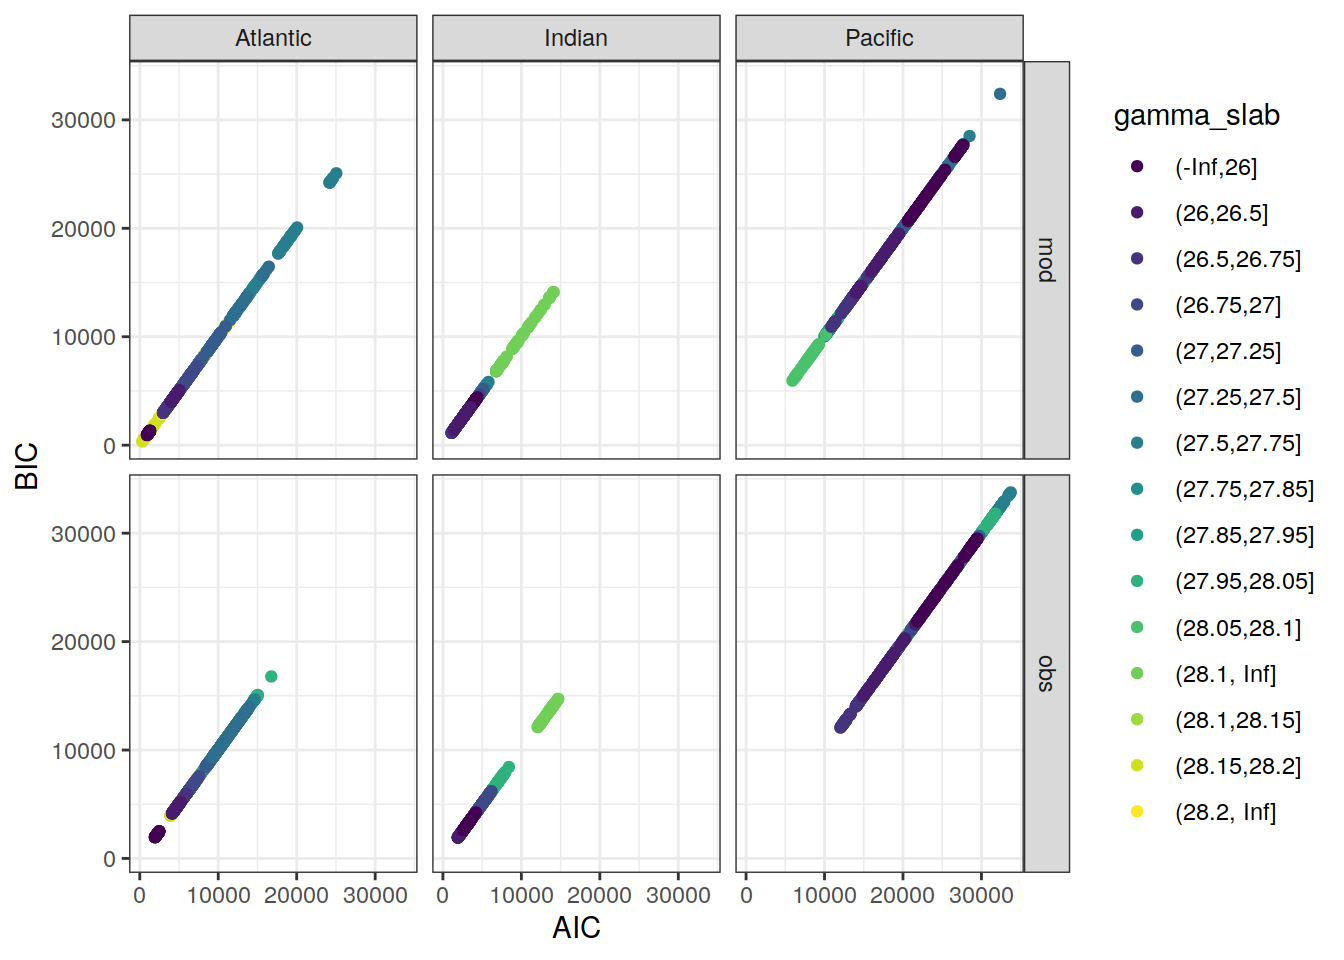 Atlantic Indian Pacific
30000
20000
10000
0
mod
30000
20000
10000
0
obs
BIC
0 10000 20000 30000 0 10000 20000 30000 0 10000 20000 30000
AIC
gamma_slab
(-Inf,26]
(26,26.5]
(26.5,26.75]
(26.75,27]
(27,27.25]
(27.25,27.5]
(27.5,27.75]
(27.75,27.85]
(27.85,27.95]
(27.95,28.05]
(28.05,28.1]
(28.1, Inf]
(28.1,28.15]
(28.15,28.2]
(28.2, Inf]